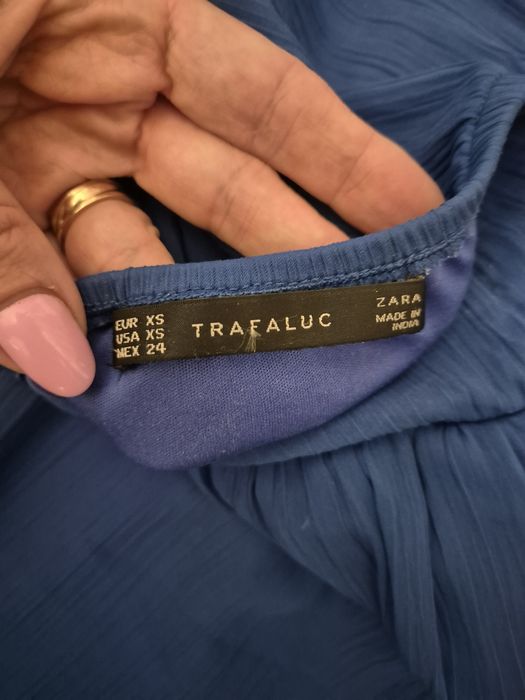 EUR XS
USA XS
MEX 24
TRAFALUC
ZARA
MADE IN
INDIA